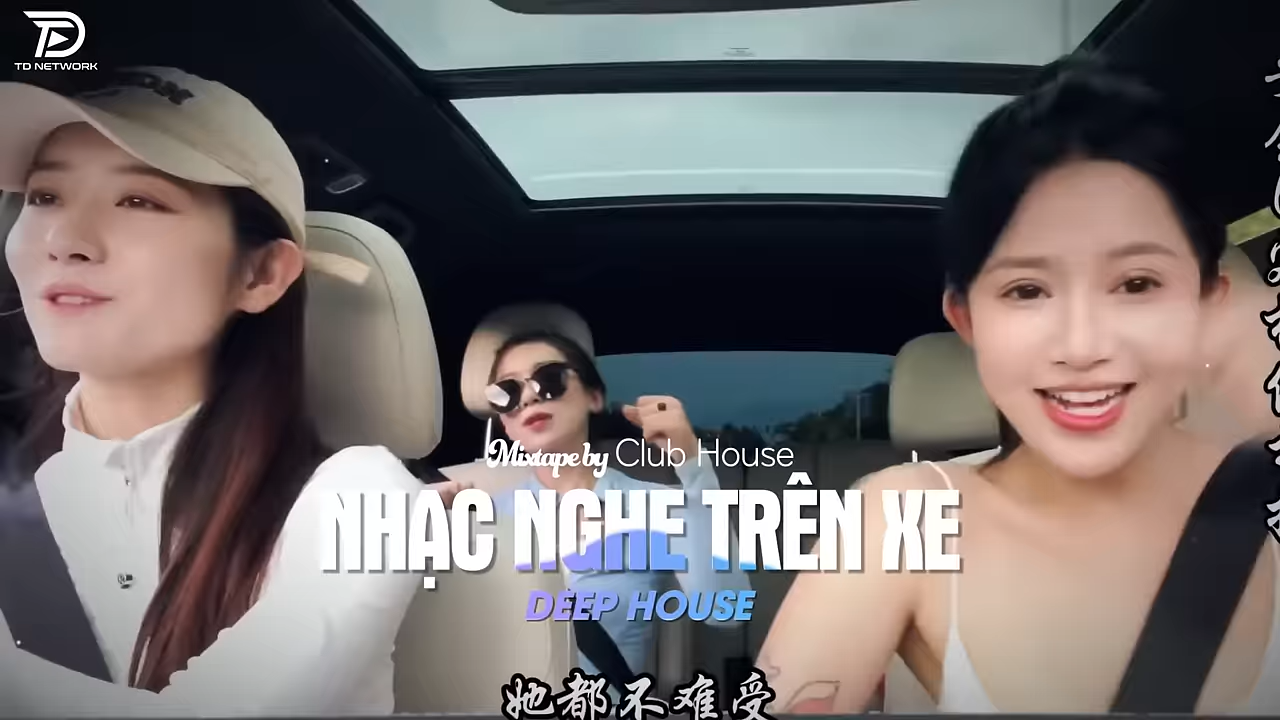 TD NETWORK
Mixtape by Club House
NHẠC NGHE TRÊN XE
DEEP HOUSE
她都不难受